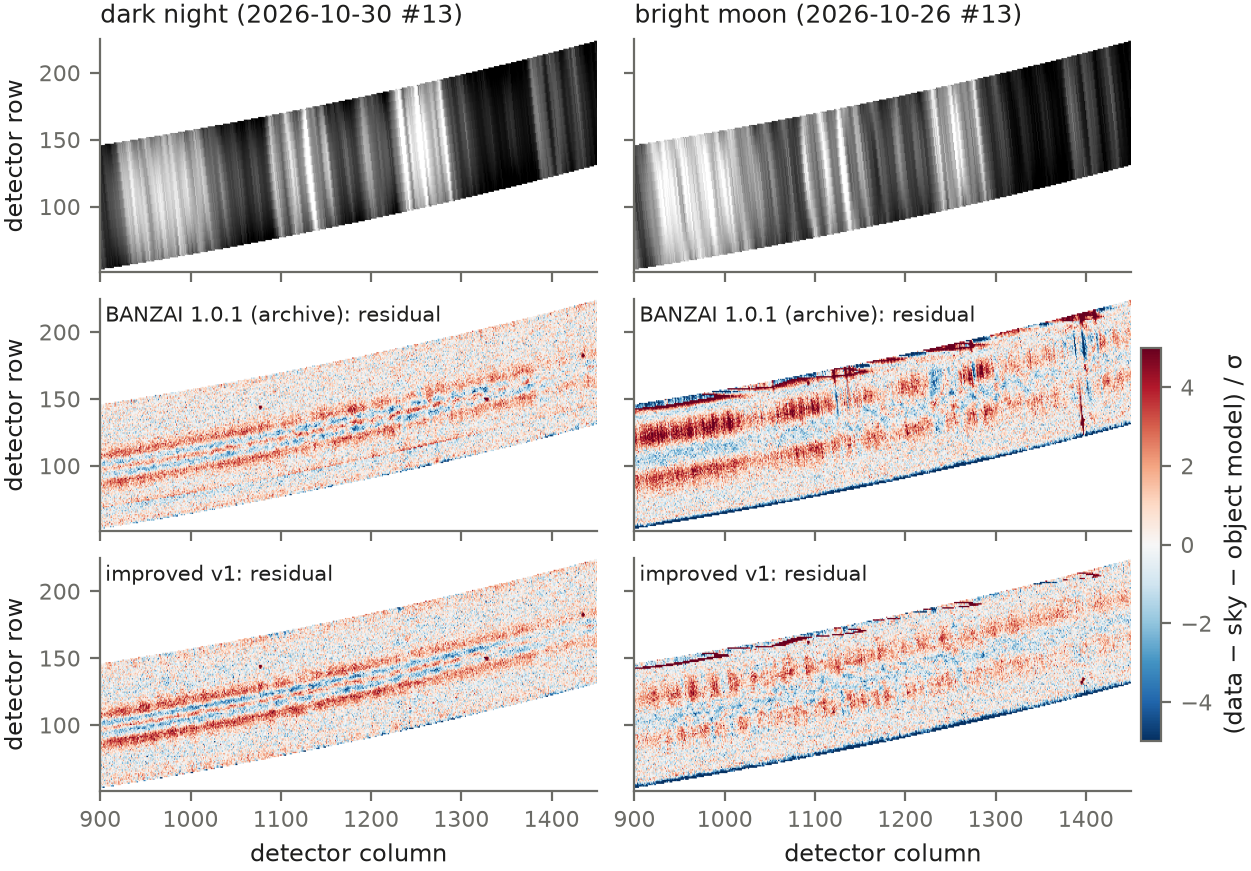 dark night (2026-10-30 #13)
bright moon (2026-10-26 #13)
detector row
200
150
100
BANZAI 1.0.1 (archive): residual
BANZAI 1.0.1 (archive): residual
detector row
200
150
100
improved v1: residual
improved v1: residual
detector row
200
150
100
900 1000 1100 1200 1300 1400
900 1000 1100 1200 1300 1400
detector column
detector column
4
2
0
−2
−4
(data − sky − object model) / σ